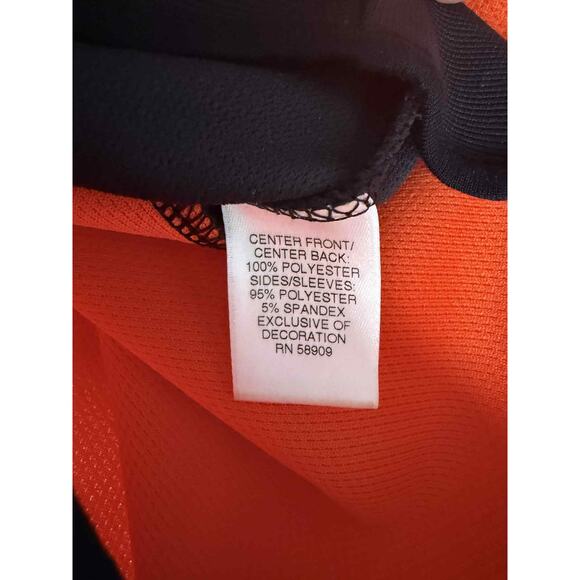 CENTER FRONT/
CENTER BACK:
100% POLYESTER
SIDES/SLEEVES:
95% POLYESTER
5% SPANDEX
EXCLUSIVE OF
DECORATION
RN 58909